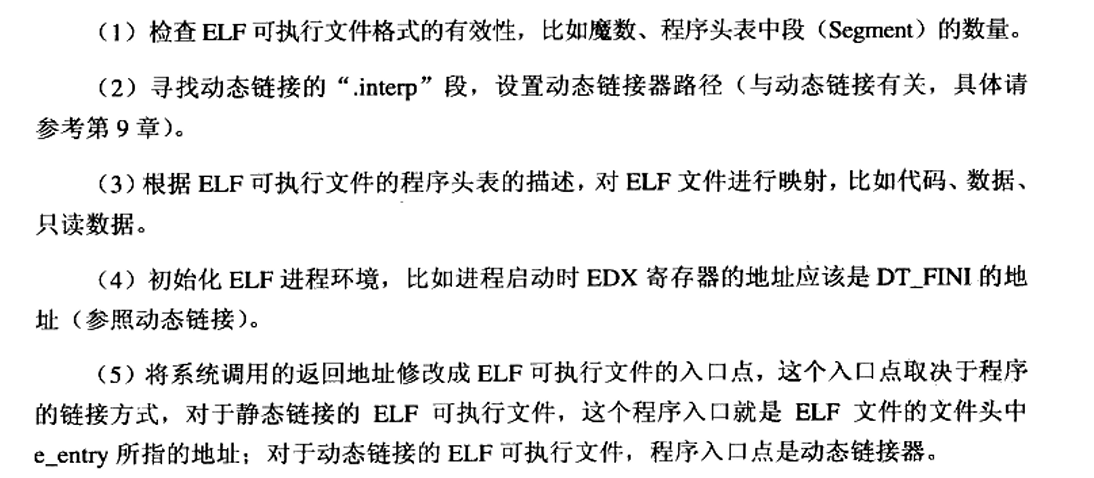 （1）检查 ELF 可执行文件格式的有效性，比如魔数、程序头表中段（Segment）的数量。
（2）寻找动态链接的“.interp”段，设置动态链接器路径（与动态链接有关，具体请
参考第 9 章）。
（3）根据 ELF 可执行文件的程序头表的描述，对 ELF 文件进行映射，比如代码、数据、
只读数据。
（4）初始化 ELF 进程环境，比如进程启动时 EDX 寄存器的地址应该是 DT_FINI 的地
址（参照动态链接）。
（5）将系统调用的返回地址修改成 ELF 可执行文件的入口点，这个入口点取决于程序
的链接方式，对于静态链接的 ELF 可执行文件，这个程序入口就是 ELF 文件的文件头中
e_entry 所指的地址；对于动态链接的 ELF 可执行文件，程序入口点是动态链接器。